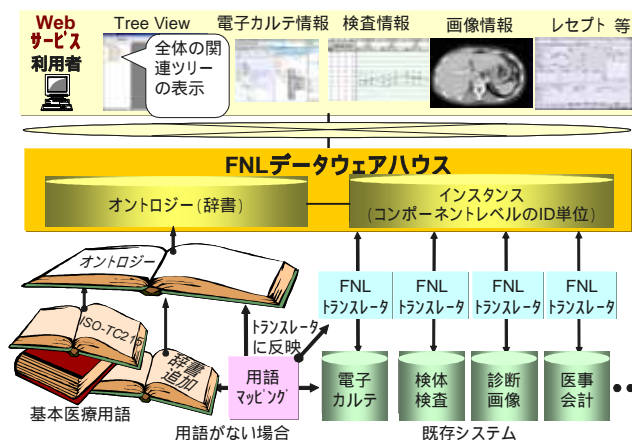 Web
サービス
利用者
Tree View
全体の関
連ツリー
の表示
電子カルテ情報
検査情報
画像情報
レセプト 等
FNLデータウェアハウス
オントロジー(辞書)
インスタンス
(コンポーネントレベルのID単位)
オントロジー
ISO-TC215
辞書
追加
基本医療用語
トランスレータ
に反映
用語
マッピング
用語がない場合
FNL
トランスレータ
FNL
トランスレータ
FNL
トランスレータ
FNL
トランスレータ
電子
カルテ
検体
検査
診断
画像
医事
会計
既存システム